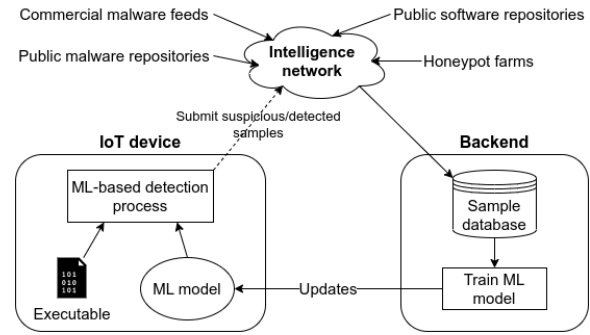 Commercial malware feeds
Public software repositories
Public malware repositories
Intelligence
network
Honeypot farms
Submit suspicious/detected
samples
IoT device
Backend
ML-based detection
process
Sample
database
101
010
101
Executable
ML model
Updates
Train ML
model